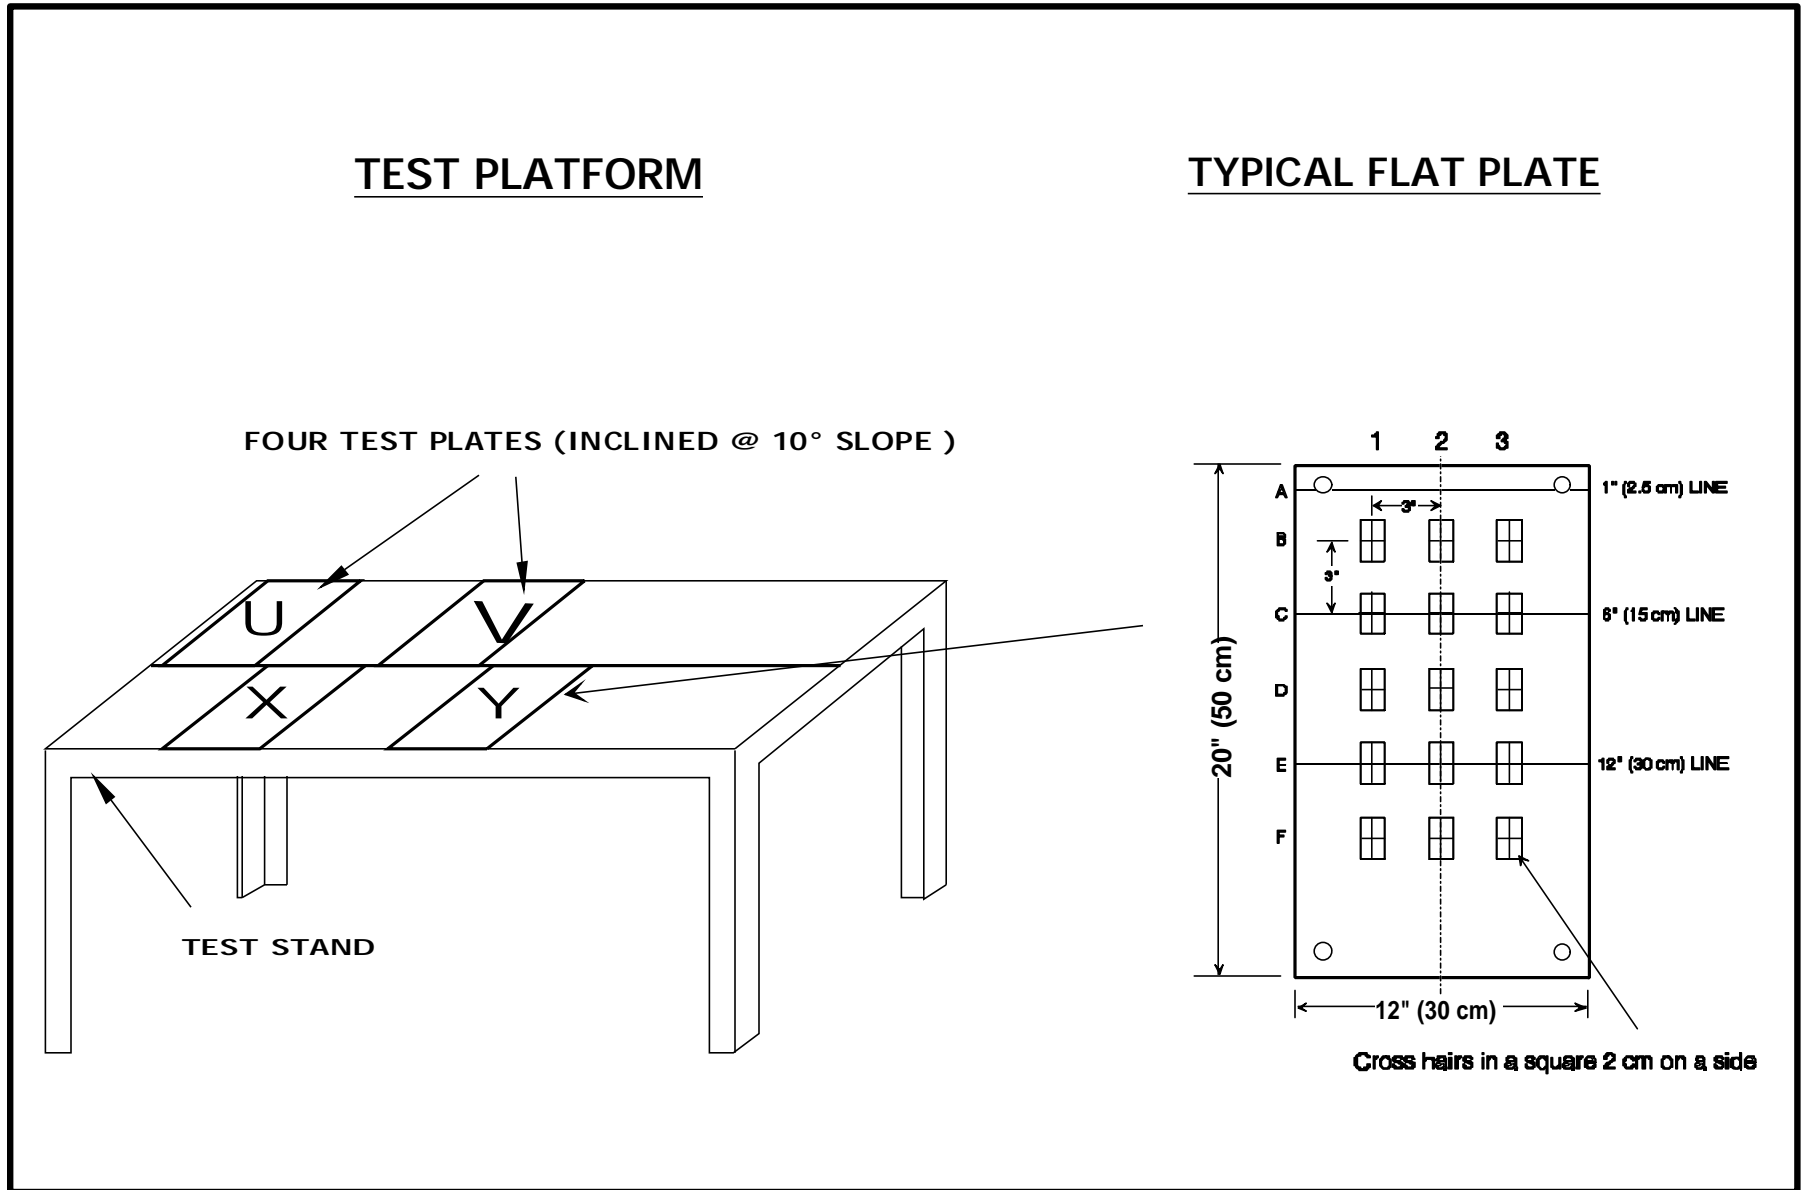 TEST PLATFORM
TYPICAL FLAT PLATE
FOUR TEST PLATES (INCLINED @ 10° SLOPE )
U
V
X
Y
TEST STAND
1 2 3
A
1" (2.5 cm) LINE
3"
B
3"
C
6" (15 cm) LINE
D
20" (50 cm)
E
12" (30 cm) LINE
F
12" (30 cm)
Cross hairs in a square 2 cm on a side